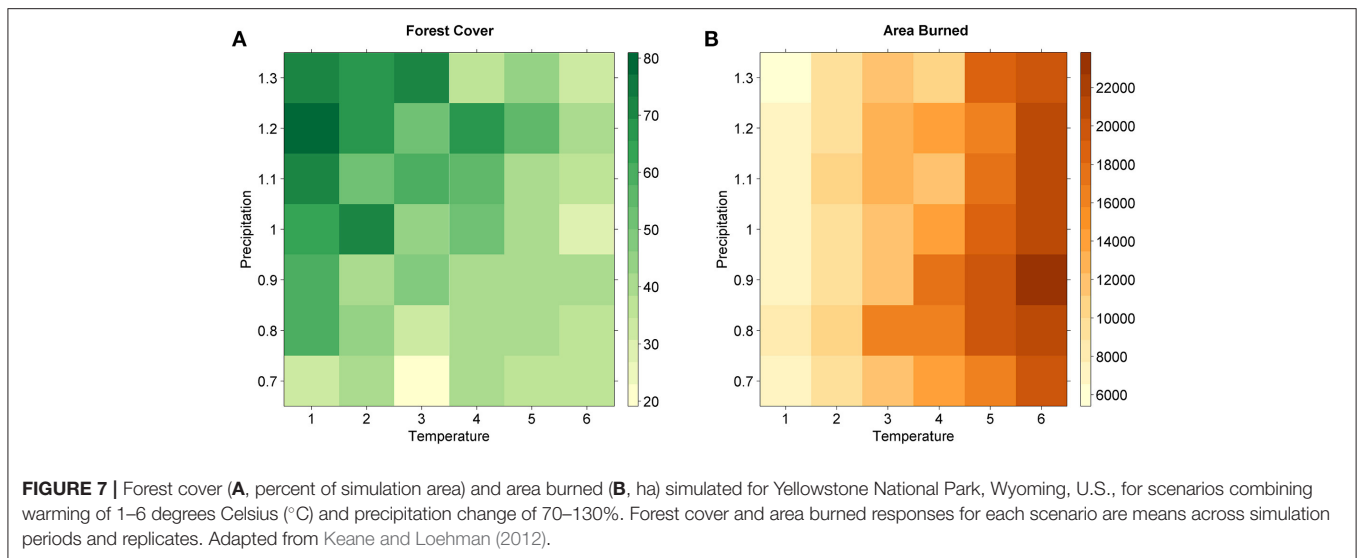 A
Forest Cover
Precipitation
1.3
1.2
1.1
1
0.9
0.8
0.7
1 2 3 4 5 6
Temperature
80
70
60
50
40
30
20
B
Area Burned
Precipitation
1.3
1.2
1.1
1
0.9
0.8
0.7
1 2 3 4 5 6
Temperature
22000
20000
18000
16000
14000
12000
10000
8000
6000
FIGURE 7 | Forest cover (A, percent of simulation area) and area burned (B, ha) simulated for Yellowstone National Park, Wyoming, U.S., for scenarios combining
warming of 1–6 degrees Celsius (°C) and precipitation change of 70–130%. Forest cover and area burned responses for each scenario are means across simulation
periods and replicates. Adapted from Keane and Loehman (2012).